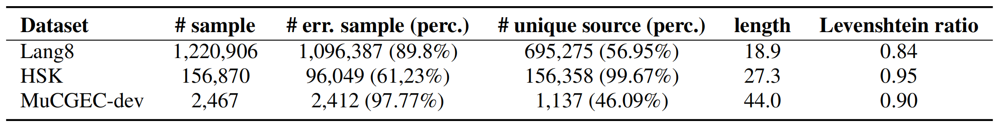 Dataset # sample # err. sample (perc.) # unique source (perc.) length Levenshtein ratio
Lang8 1,220,906 1,096,387 (89.8%) 695,275 (56.95%) 18.9 0.84
HSK 156,870 96,049 (61,23%) 156,358 (99.67%) 27.3 0.95
MuCGEC-dev 2,467 2,412 (97.77%) 1,137 (46.09%) 44.0 0.90